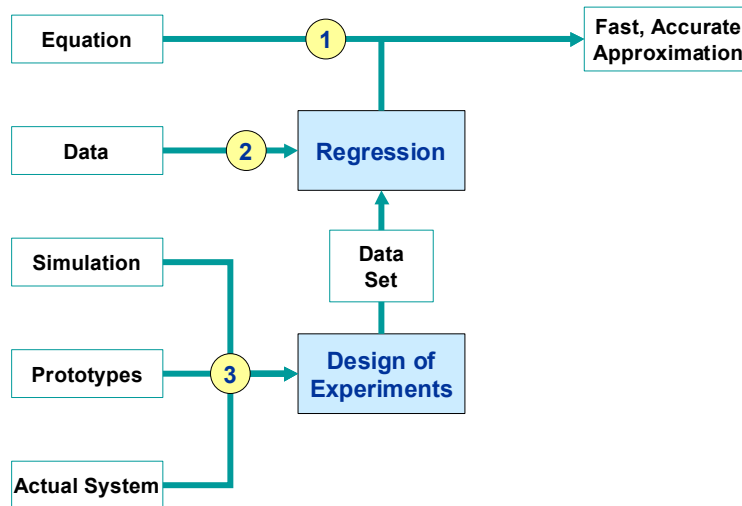 Equation
1
Fast, Accurate
Approximation
Data
2
Regression
Simulation
Data
Set
Prototypes
3
Design of
Experiments
Actual System